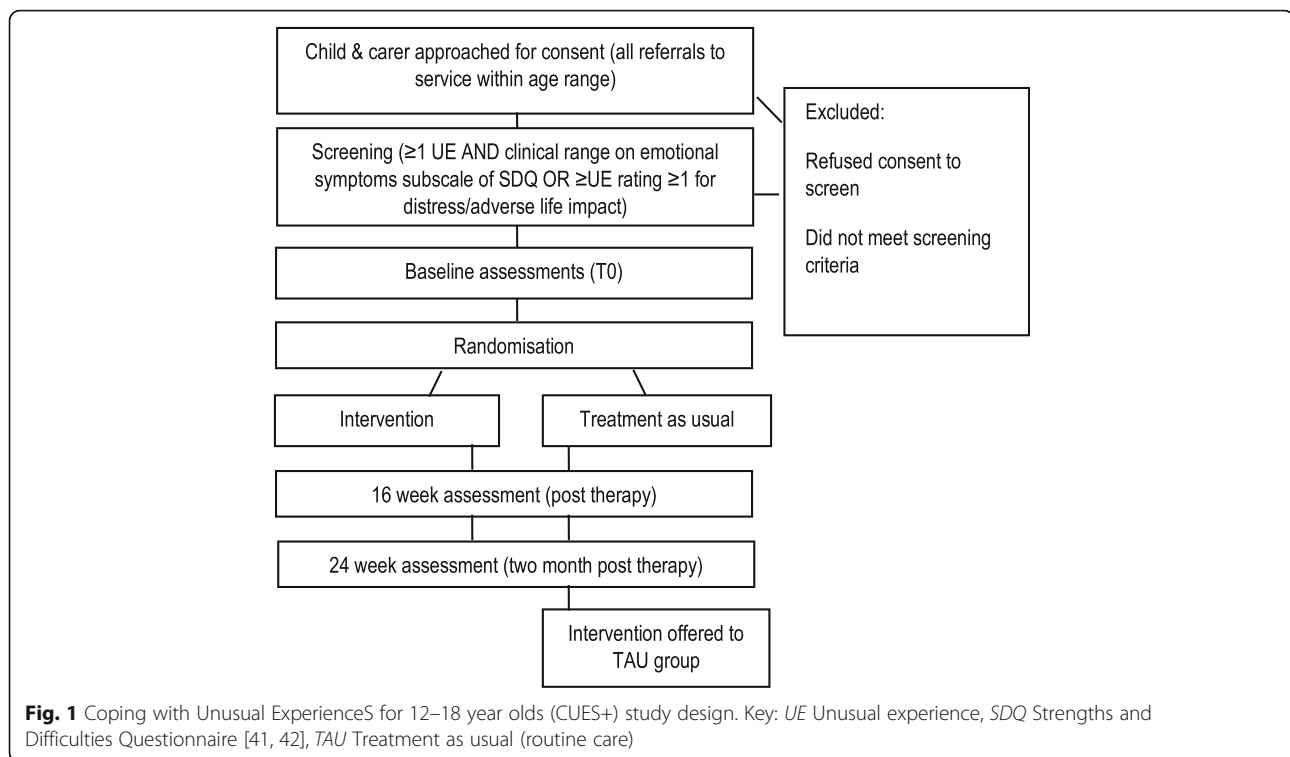 Child & carer approached for consent (all referrals to
service within age range)
Excluded:
Refused consent to
screen
Did not meet screening
criteria
Screening (≥1 UE AND clinical range on emotional
symptoms subscale of SDQ OR ≥UE rating ≥1 for
distress/adverse life impact)
Baseline assessments (T0)
Randomisation
Intervention
Treatment as usual
16 week assessment (post therapy)
24 week assessment (two month post therapy)
Intervention offered to
TAU group
Fig. 1 Coping with Unusual ExperienceS for 12–18 year olds (CUES+) study design. Key: UE Unusual experience, SDQ Strengths and
Difficulties Questionnaire [41, 42], TAU Treatment as usual (routine care)